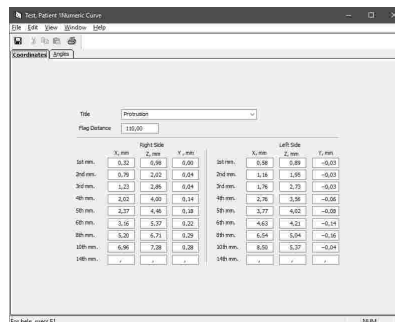 Test, Patient 1\Numeric Curve
File Edit View Window Help
Coordinates Angles
Title Protrusion
Flag Distance 110,00
Right Side Left Side
X, mm Z, mm Y, mm X, mm Z, mm Y, mm
1st mm. 0,32 0,98 0,00 1st mm. 0,58 0,89 -0,03
2nd mm. 0,79 2,02 0,04 2nd mm. 1,16 1,95 -0,03
3rd mm. 1,23 2,86 0,04 3rd mm. 1,76 2,73 -0,03
4th mm. 2,02 4,00 0,14 4th mm. 2,76 3,58 -0,06
5th mm. 2,37 4,46 0,18 5th mm. 3,77 4,02 -0,08
6th mm. 3,16 5,37 0,22 6th mm. 4,63 4,21 -0,14
8th mm. 5,20 6,71 0,29 8th mm. 6,54 5,04 -0,16
10th mm. 6,96 7,28 0,28 10th mm. 8,50 5,37 -0,04
14th mm. , , , 14th mm. , , ,
For help, press F1 NUM